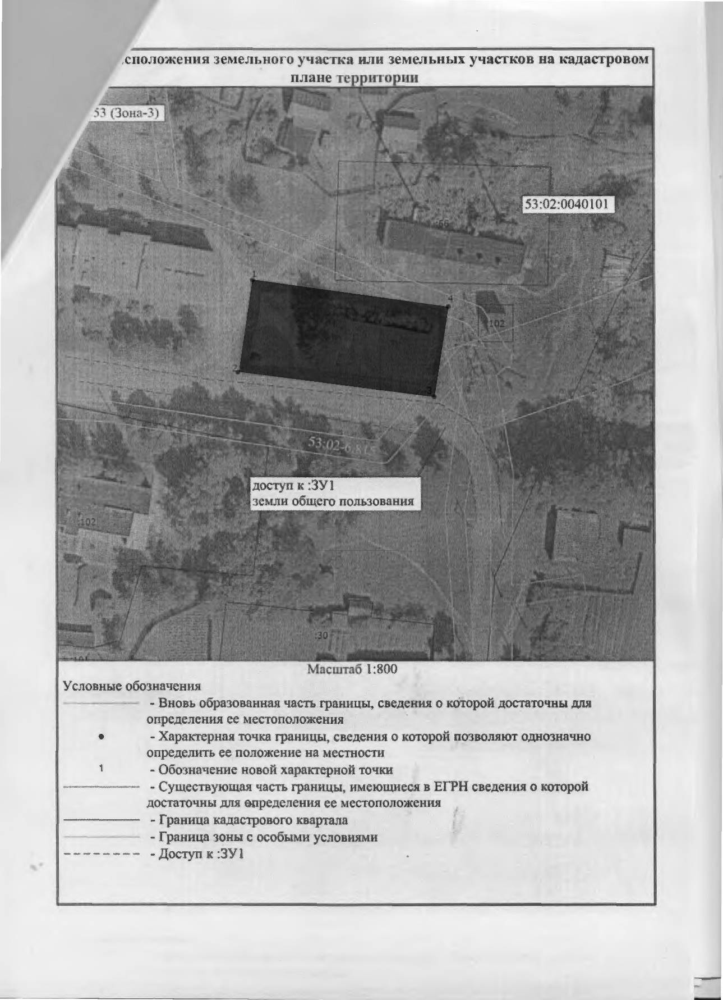 сположения земельного участка или земельных участков на кадастровом
плане территории
53 (Зона-3)
53:02:0040101
:56
1
4
:102
2
3
53:02-6.815
доступ к :ЗУ1
земли общего пользования
:102
:30
:101
Масштаб 1:800
Условные обозначения
- Вновь образованная часть границы, сведения о которой достаточны для
определения ее местоположения
- Характерная точка границы, сведения о которой позволяют однозначно
определить ее положение на местности
1 - Обозначение новой характерной точки
- Существующая часть границы, имеющиеся в ЕГРН сведения о которой
достаточны для определения ее местоположения
- Граница кадастрового квартала
- Граница зоны с особыми условиями
- Доступ к :ЗУ1